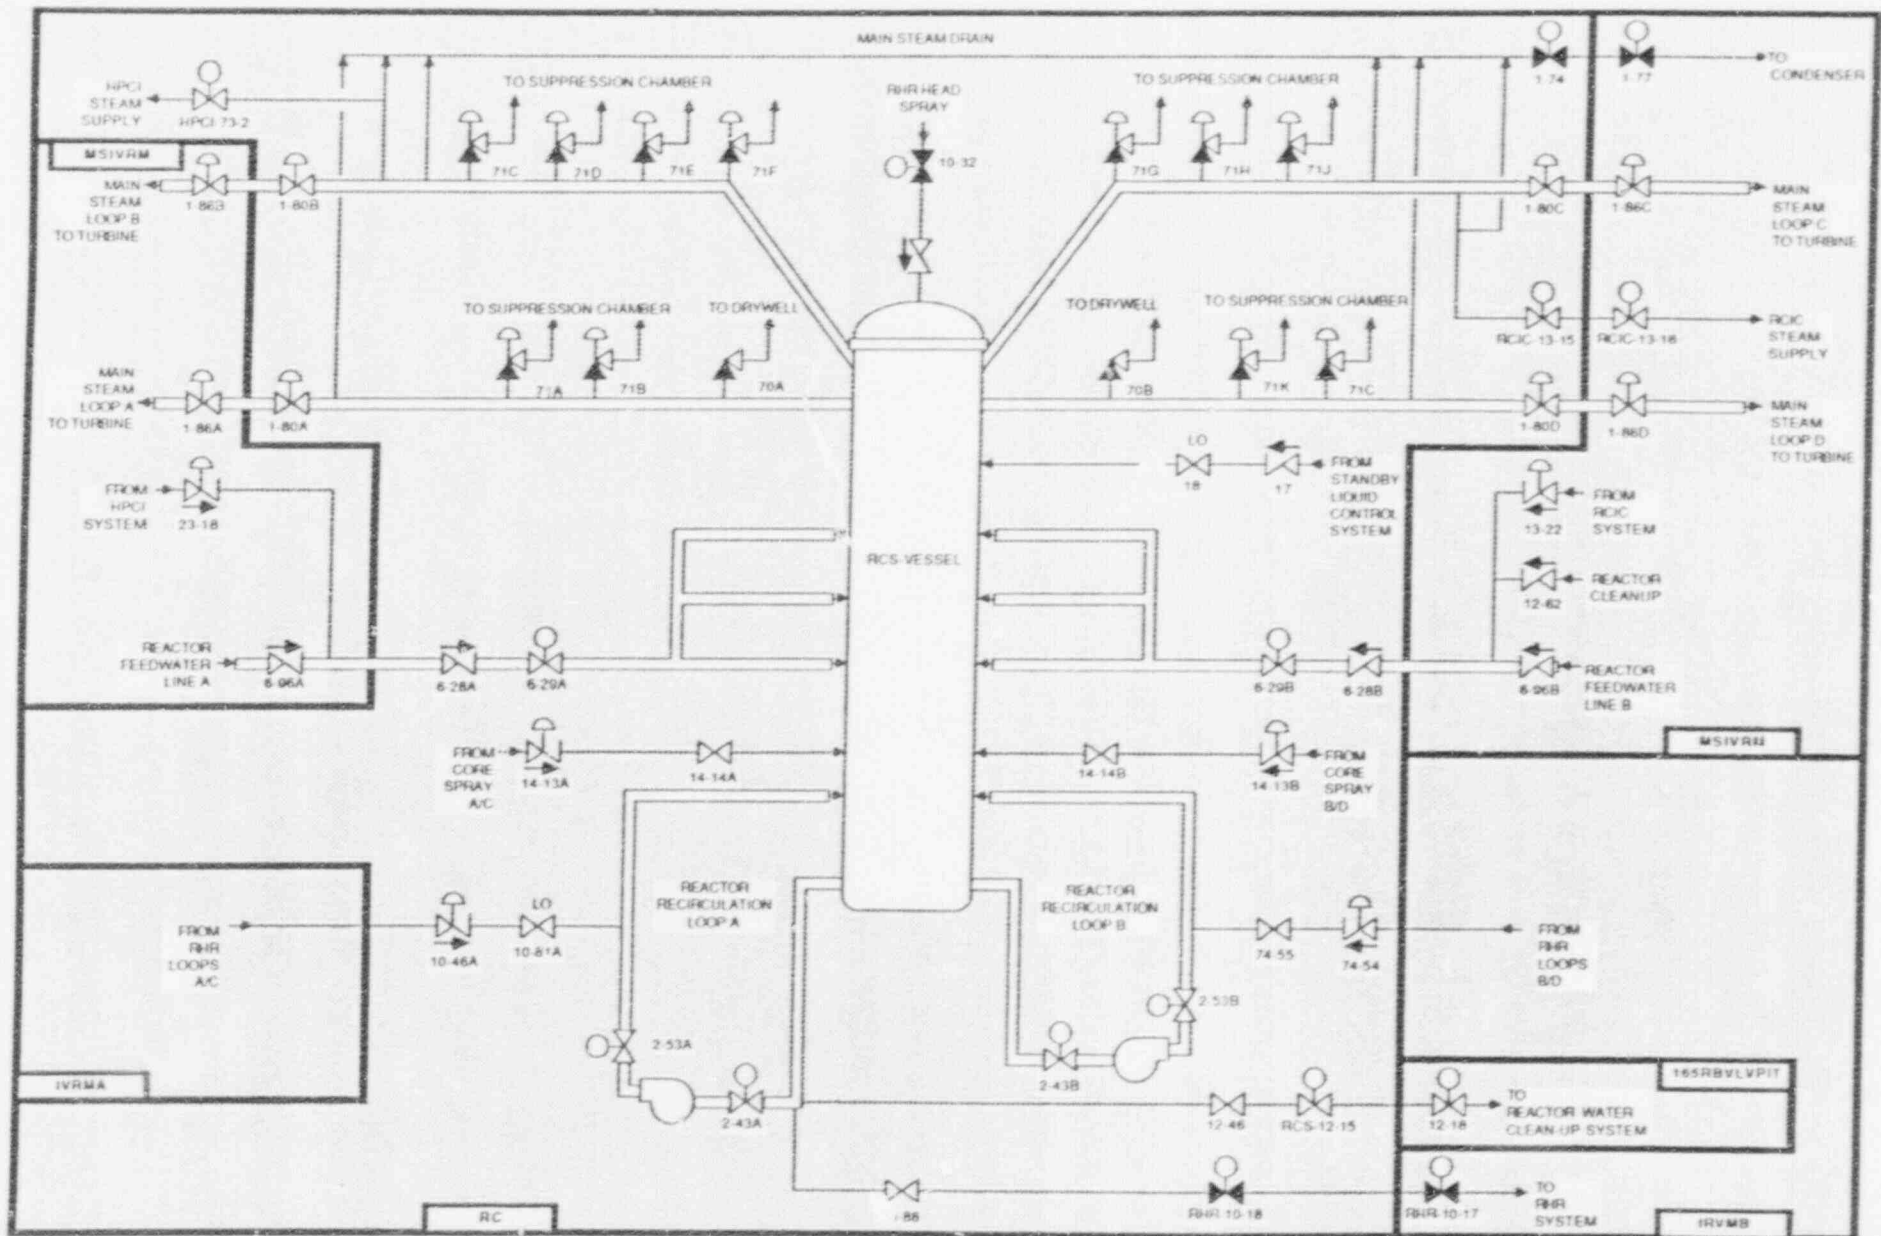 MAIN STEAM DRAIN
1-74
1-77
TO
CONDENSER
HPCI
STEAM
SUPPLY
HPCI-73-2
TO SUPPRESSION CHAMBER
71C
71D
71E
71F
RHR HEAD
SPRAY
10-32
TO SUPPRESSION CHAMBER
71G
71H
71J
MSIVRM
MAIN
STEAM
LOOP B
TO TURBINE
1-86B
1-80B
1-80C
1-86C
MAIN
STEAM
LOOP C
TO TURBINE
TO SUPPRESSION CHAMBER
71A
71B
TO DRYWELL
70A
TO DRYWELL
70B
TO SUPPRESSION CHAMBER
71K
71C
RCIC-13-15
RCIC-13-16
RCIC
STEAM
SUPPLY
MAIN
STEAM
LOOP A
TO TURBINE
1-86A
1-80A
1-80D
1-86D
MAIN
STEAM
LOOP D
TO TURBINE
FROM
HPCI
SYSTEM
23-18
LO
18
17
FROM
STANDBY
LIQUID
CONTROL
SYSTEM
13-22
FROM
RCIC
SYSTEM
RCS-VESSEL
12-62
REACTOR
CLEANUP
REACTOR
FEEDWATER
LINE A
6-96A
6-28A
6-29A
6-29B
6-28B
6-96B
REACTOR
FEEDWATER
LINE B
MSIVRM
FROM
CORE
SPRAY
A/C
14-13A
14-14A
14-14B
14-13B
FROM
CORE
SPRAY
B/D
FROM
RHR
LOOPS
A/C
10-46A
LO
10-81A
REACTOR
RECIRCULATION
LOOP A
REACTOR
RECIRCULATION
LOOP B
74-55
74-54
FROM
RHR
LOOPS
B/D
2-53A
2-43A
2-53B
2-43B
IVRMA
165RBVLVPIT
12-46
RCS-12-15
12-18
TO
REACTOR WATER
CLEAN-UP SYSTEM
RC
RHR-10-18
RHR-10-17
TO
RHR
SYSTEM
IRVMB